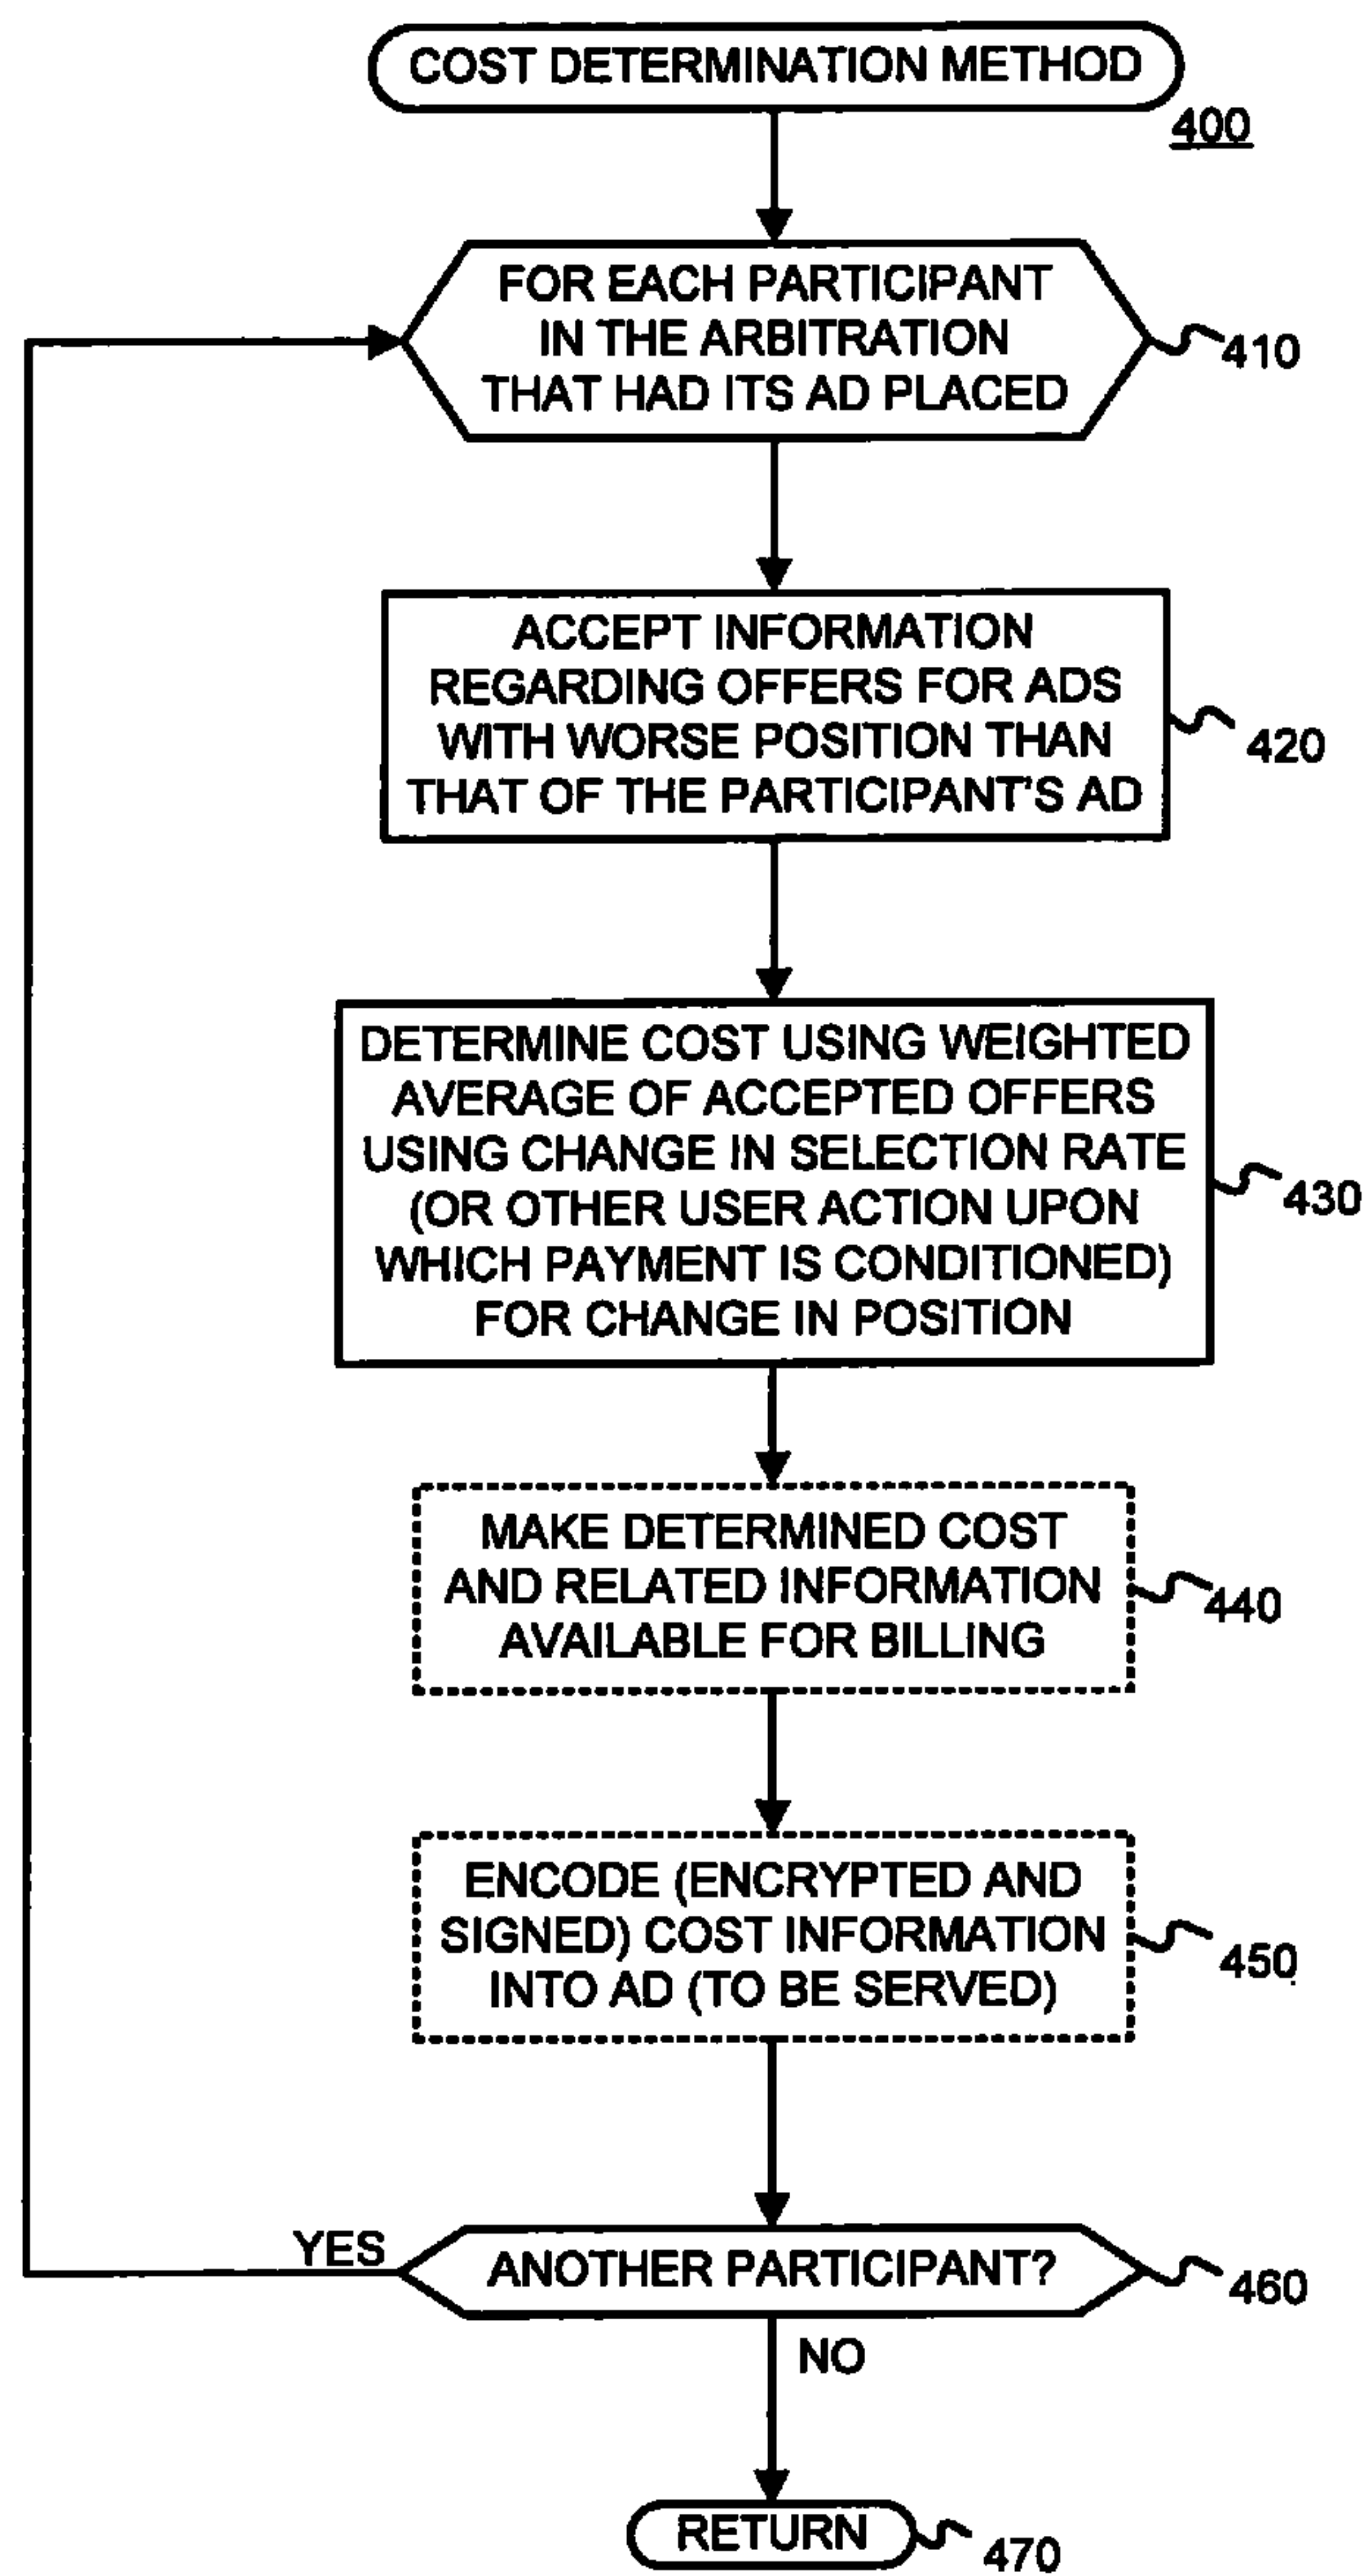 COST DETERMINATION METHOD
400
FOR EACH PARTICIPANT
IN THE ARBITRATION
THAT HAD ITS AD PLACED
410
ACCEPT INFORMATION
REGARDING OFFERS FOR ADS
WITH WORSE POSITION THAN
THAT OF THE PARTICIPANT'S AD
420
DETERMINE COST USING WEIGHTED
AVERAGE OF ACCEPTED OFFERS
USING CHANGE IN SELECTION RATE
(OR OTHER USER ACTION UPON
WHICH PAYMENT IS CONDITIONED)
FOR CHANGE IN POSITION
430
MAKE DETERMINED COST
AND RELATED INFORMATION
AVAILABLE FOR BILLING
440
ENCODE (ENCRYPTED AND
SIGNED) COST INFORMATION
INTO AD (TO BE SERVED)
450
YES
ANOTHER PARTICIPANT?
460
NO
RETURN
470